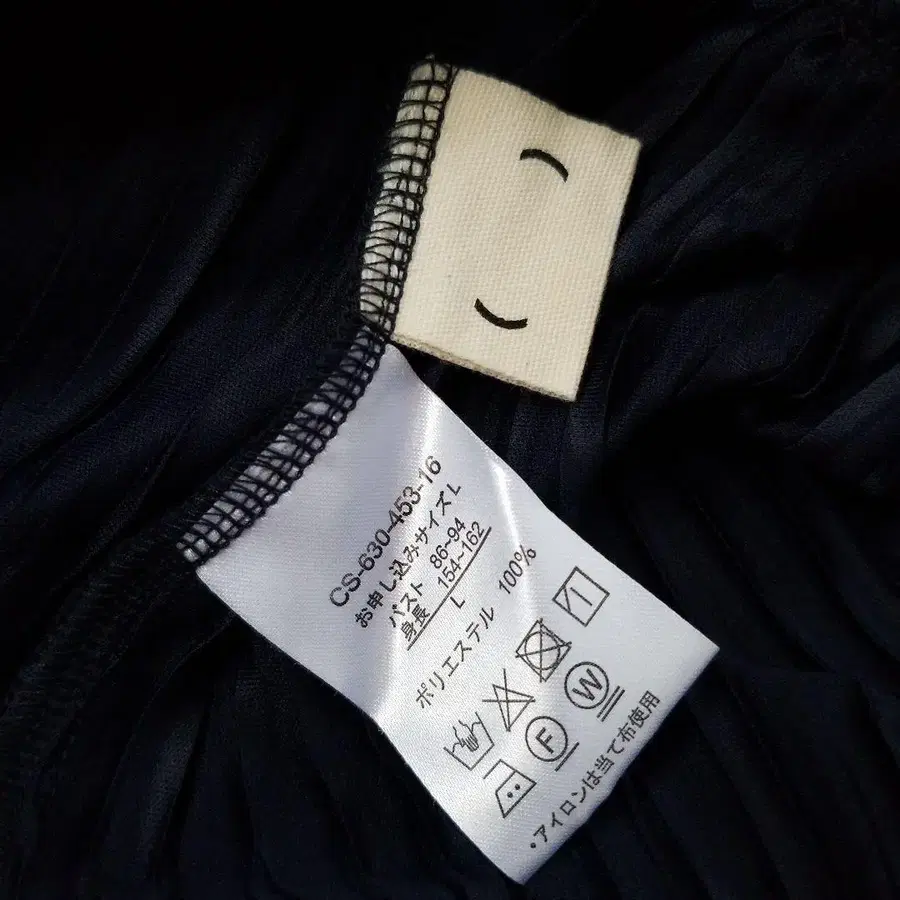 CS-630-453-16
お申し込みサイズ L
バスト 86~94
身長 154~162
L
ポリエステル 100%
F W
・アイロンは当て布使用